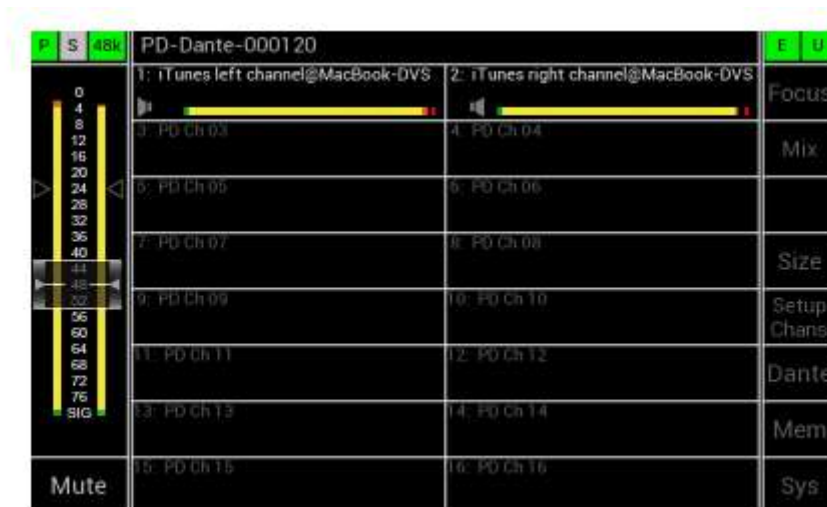 P S 48k PD-Dante-000120 E U
1: iTunes left channel@MacBook-DVS 2: iTunes right channel@MacBook-DVS
Focus
0
4
8
12
16
20
24
28
32
36
40
44
48
52
56
60
64
68
72
76
SIG
3: PD Ch 03 4: PD Ch 04
Mix
5: PD Ch 05 6: PD Ch 06
7: PD Ch 07 8: PD Ch 08
Size
9: PD Ch 09 10: PD Ch 10
Setup
Chans
11: PD Ch 11 12: PD Ch 12
Dante
13: PD Ch 13 14: PD Ch 14
Mem
15: PD Ch 15 16: PD Ch 16
Mute
Sys